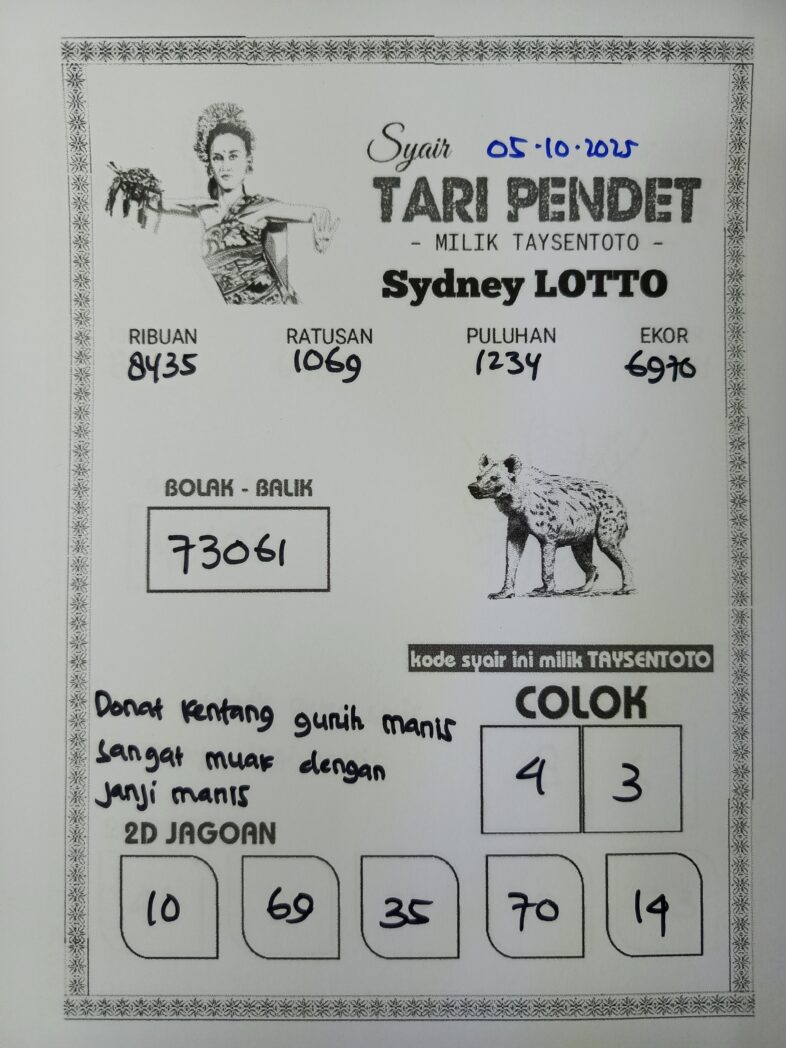 Syair 05.10.2025
TARI PENDET
- MILIK TAYSENTOTO -
Sydney LOTTO
RIBUAN RATUSAN PULUHAN EKOR
8435 1069 1234 6970
BOLAK - BALIK
73061
kode syair ini milik TAYSENTOTO
COLOK
4 3
Donat kentang gurih manis
sangat muak dengan
janji manis
2D JAGOAN
10 69 35 70 14